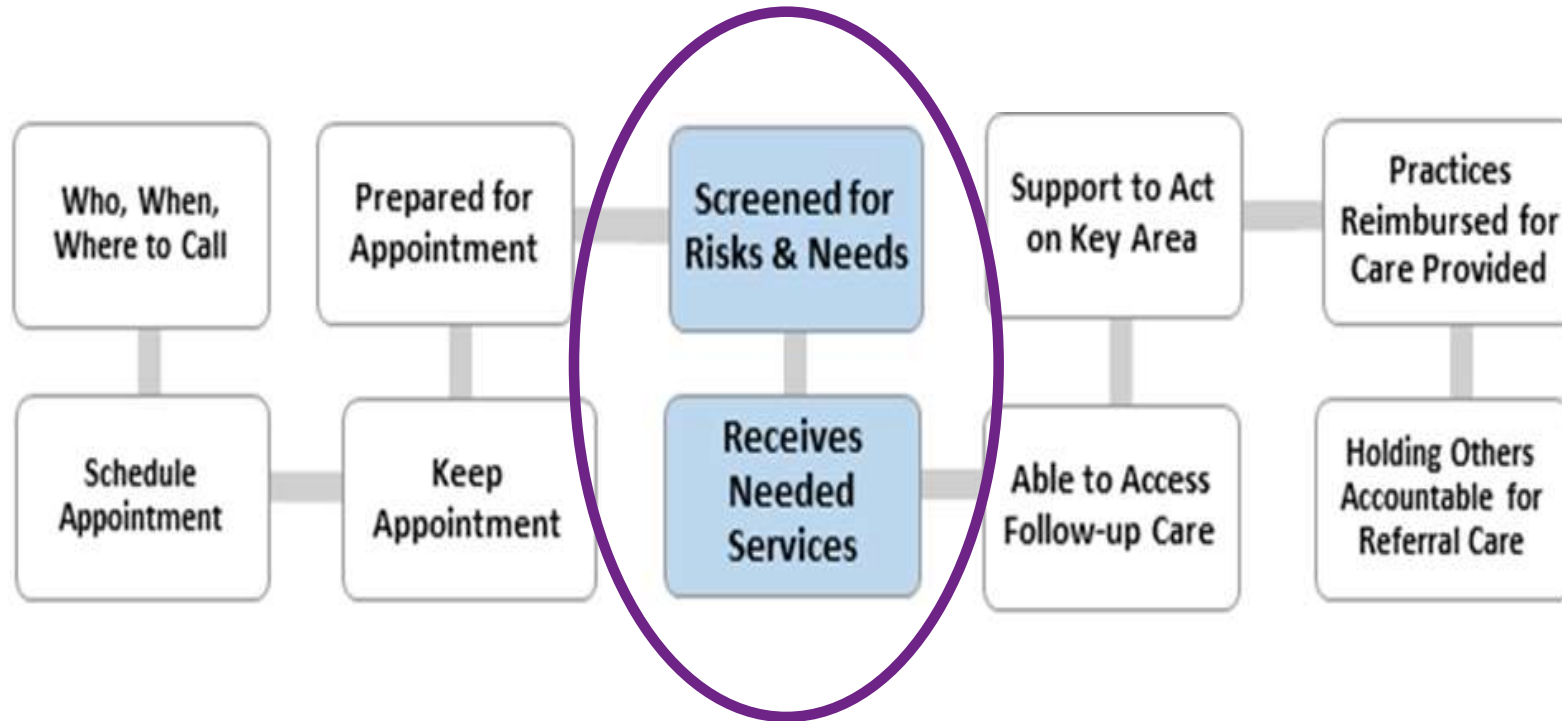 Who, When,
Where to Call
Schedule
Appointment
Keep
Appointment
Prepared for
Appointment
Screened for
Risks & Needs
Receives
Needed
Services
Able to Access
Follow-up Care
Support to Act
on Key Area
Practices
Reimbursed for
Care Provided
Holding Others
Accountable for
Referral Care